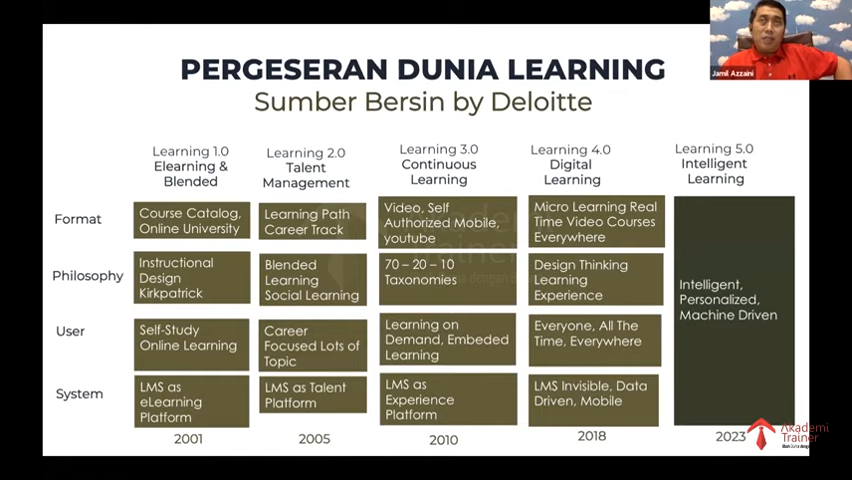 Jamil Azzaini
PERGESERAN DUNIA LEARNING
Sumber Bersin by Deloitte
Learning 1.0
Elearning &
Blended
Learning 2.0
Talent
Management
Learning 3.0
Continuous
Learning
Learning 4.0
Digital
Learning
Learning 5.0
Intelligent
Learning
Format
Course Catalog,
Online University
Learning Path
Career Track
Video, Self
Authorized Mobile,
youtube
Micro Learning Real
Time Video Courses
Everywhere
Philosophy
Instructional
Design
Kirkpatrick
Blended
Learning
Social Learning
70 – 20 – 10
Taxonomies
Design Thinking
Learning
Experience
Intelligent,
Personalized,
Machine Driven
User
Self-Study
Online Learning
Career
Focused Lots of
Topic
Learning on
Demand, Embeded
Learning
Everyone, All The
Time, Everywhere
System
LMS as
eLearning
Platform
LMS as Talent
Platform
LMS as
Experience
Platform
LMS Invisible, Data
Driven, Mobile
2001
2005
2010
2018
2023
Akademi
Trainer